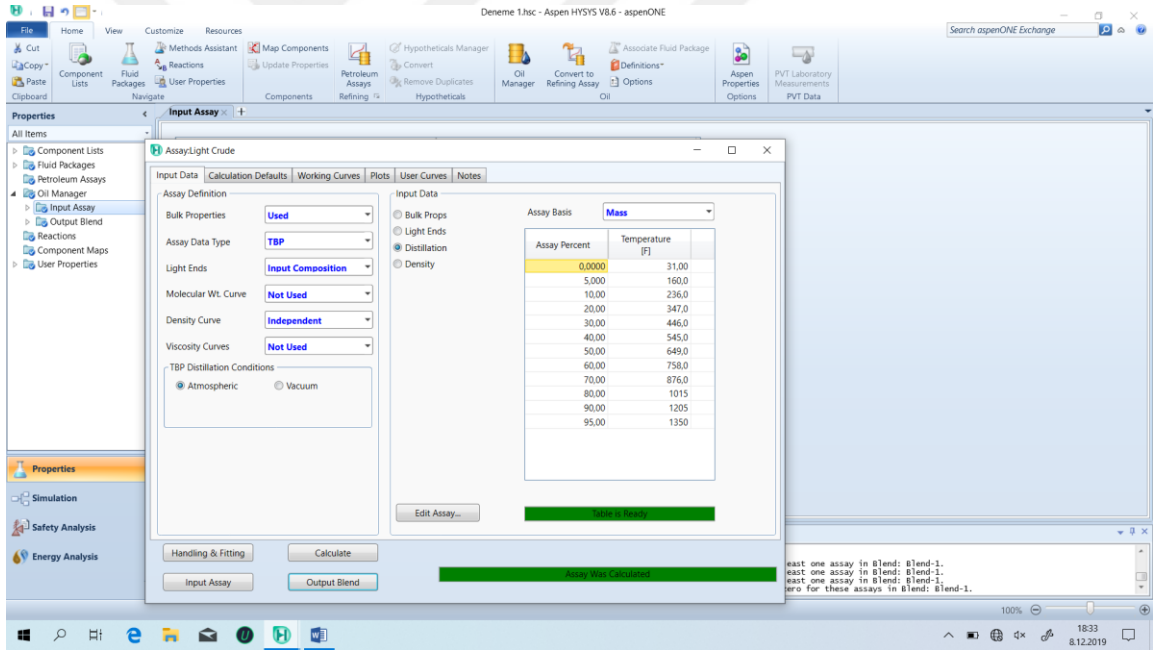 Deneme 1.hsc - Aspen HYSYS V8.6 - aspenONE
File Home View Customize Resources
Search aspenONE Exchange
Cut
Copy
Paste
Clipboard
Component Lists
Fluid Packages
Methods Assistant
Reactions
User Properties
Navigate
Map Components
Update Properties
Components
Petroleum Assays
Refining
Hypotheticals Manager
Convert
Remove Duplicates
Hypotheticals
Oil Manager
Convert to Refining Assay
Associate Fluid Package
Definitions
Options
Oil
Aspen Properties
Options
PVT Laboratory Measurements
PVT Data
Properties
All Items
Component Lists
Fluid Packages
Petroleum Assays
Oil Manager
Input Assay
Output Blend
Reactions
Component Maps
User Properties
Properties
Simulation
Safety Analysis
Energy Analysis
Input Assay
Assay:Light Crude
Input Data Calculation Defaults Working Curves Plots User Curves Notes
Assay Definition
Bulk Properties Used
Assay Data Type TBP
Light Ends Input Composition
Molecular Wt. Curve Not Used
Density Curve Independent
Viscosity Curves Not Used
TBP Distillation Conditions
Atmospheric Vacuum
Input Data
Bulk Props
Light Ends
Distillation
Density
Assay Basis Mass
Assay Percent Temperature [F]
0,0000 31,00
5,000 160,0
10,00 236,0
20,00 347,0
30,00 446,0
40,00 545,0
50,00 649,0
60,00 758,0
70,00 876,0
80,00 1015
90,00 1205
95,00 1350
Edit Assay...
Table is Ready
Handling & Fitting Calculate
Input Assay Output Blend
Assay Was Calculated
east one assay in Blend: Blend-1.
east one assay in Blend: Blend-1.
east one assay in Blend: Blend-1.
ero for these assays in Blend: Blend-1.
100%
18:33
8.12.2019